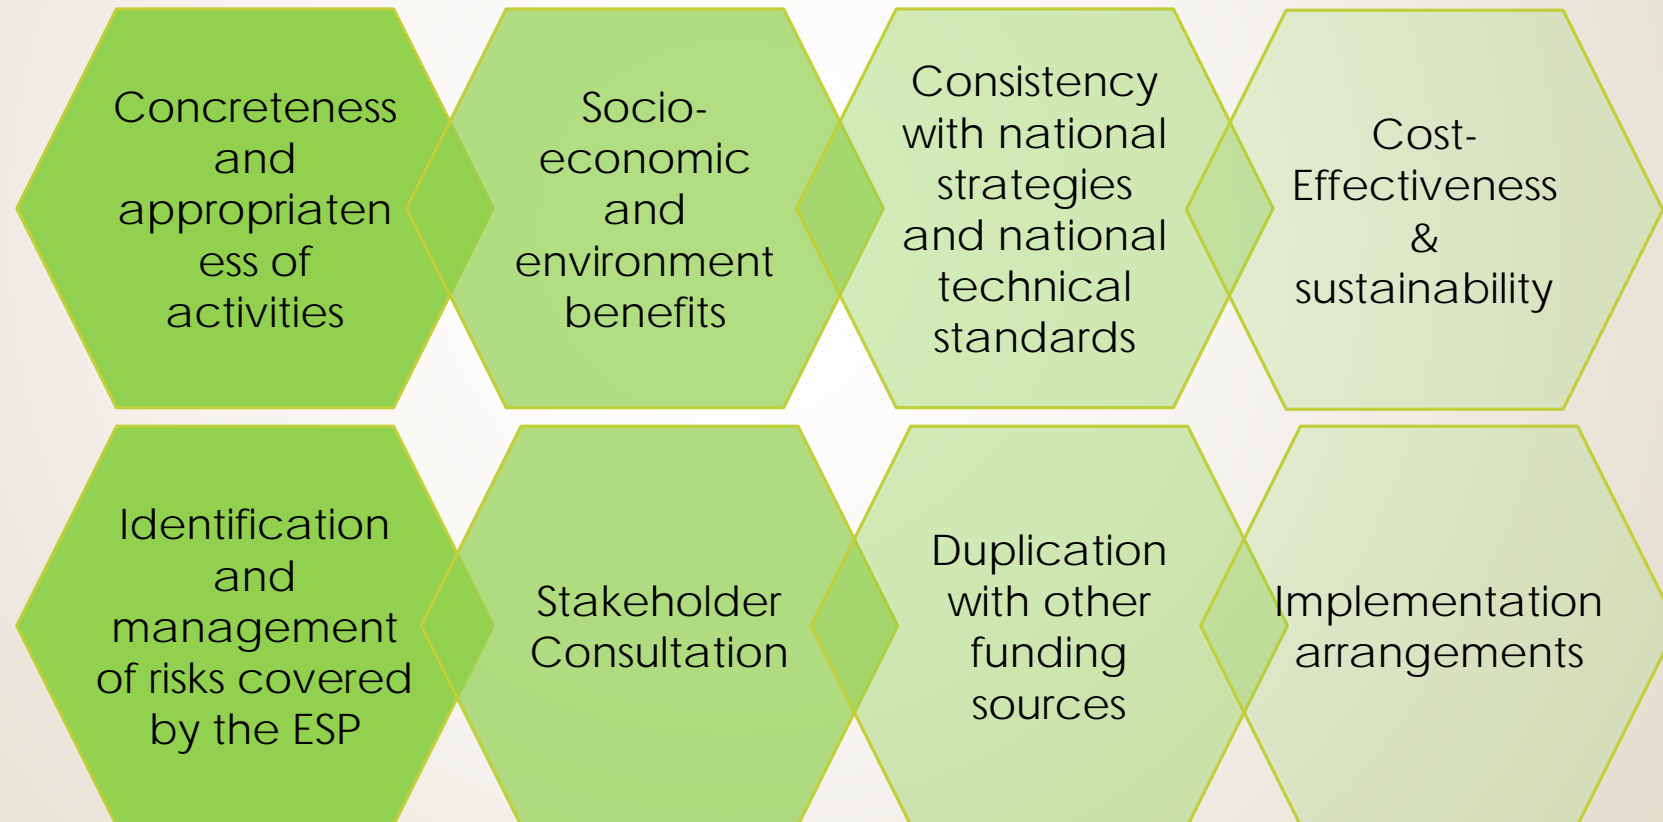 Concreteness
and
appropriaten
ess of
activities
Socio-
economic
and
environment
benefits
Consistency
with national
strategies
and national
technical
standards
Cost-
Effectiveness
&
sustainability
Identification
and
management
of risks covered
by the ESP
Stakeholder
Consultation
Duplication
with other
funding
sources
Implementation
arrangements